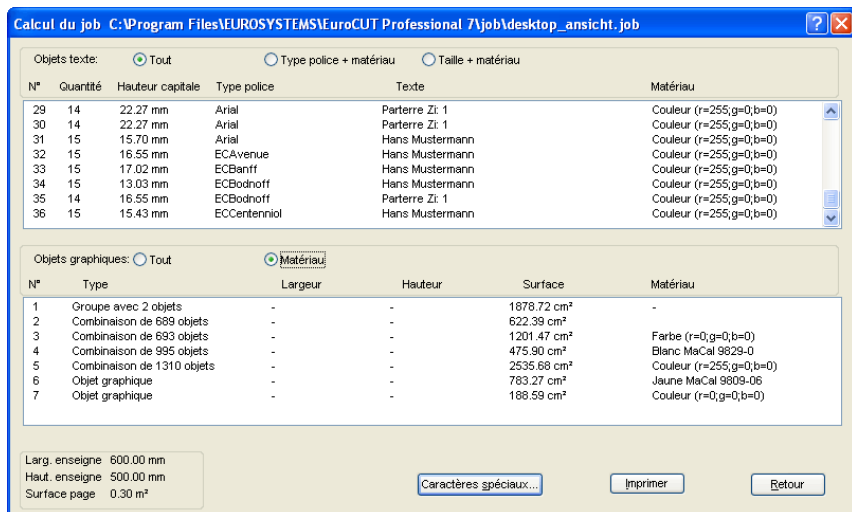 Calcul du job C:\Program Files\EUROSYSTEMS\EuroCUT Professional 7\job\desktop_ansicht.job
Objets texte: Tout Type police + matériau Taille + matériau
N° Quantité Hauteur capitale Type police Texte Matériau
29 14 22.27 mm Arial Parterre Zi: 1 Couleur (r=255;g=0;b=0)
30 14 22.27 mm Arial Parterre Zi: 1 Couleur (r=255;g=0;b=0)
31 15 15.70 mm Arial Hans Mustermann Couleur (r=255;g=0;b=0)
32 15 16.55 mm ECAvenue Hans Mustermann Couleur (r=255;g=0;b=0)
33 15 17.02 mm ECBanff Hans Mustermann Couleur (r=255;g=0;b=0)
34 15 13.03 mm ECBodnoff Hans Mustermann Couleur (r=255;g=0;b=0)
35 14 16.55 mm ECBodnoff Parterre Zi: 1 Couleur (r=255;g=0;b=0)
36 15 15.43 mm ECCentenniol Hans Mustermann Couleur (r=255;g=0;b=0)
Objets graphiques: Tout Matériau
N° Type Largeur Hauteur Surface Matériau
1 Groupe avec 2 objets - - 1878.72 cm² -
2 Combinaison de 689 objets - - 622.39 cm²
3 Combinaison de 693 objets - - 1201.47 cm² Farbe (r=0;g=0;b=0)
4 Combinaison de 995 objets - - 475.90 cm² Blanc MaCal 9829-0
5 Combinaison de 1310 objets - - 2535.68 cm² Couleur (r=255;g=0;b=0)
6 Objet graphique - - 783.27 cm² Jaune MaCal 9809-06
7 Objet graphique - - 188.59 cm² Couleur (r=0;g=0;b=0)
Larg. enseigne 600.00 mm
Haut. enseigne 500.00 mm
Surface page 0.30 m²
Caractères spéciaux... Imprimer Retour